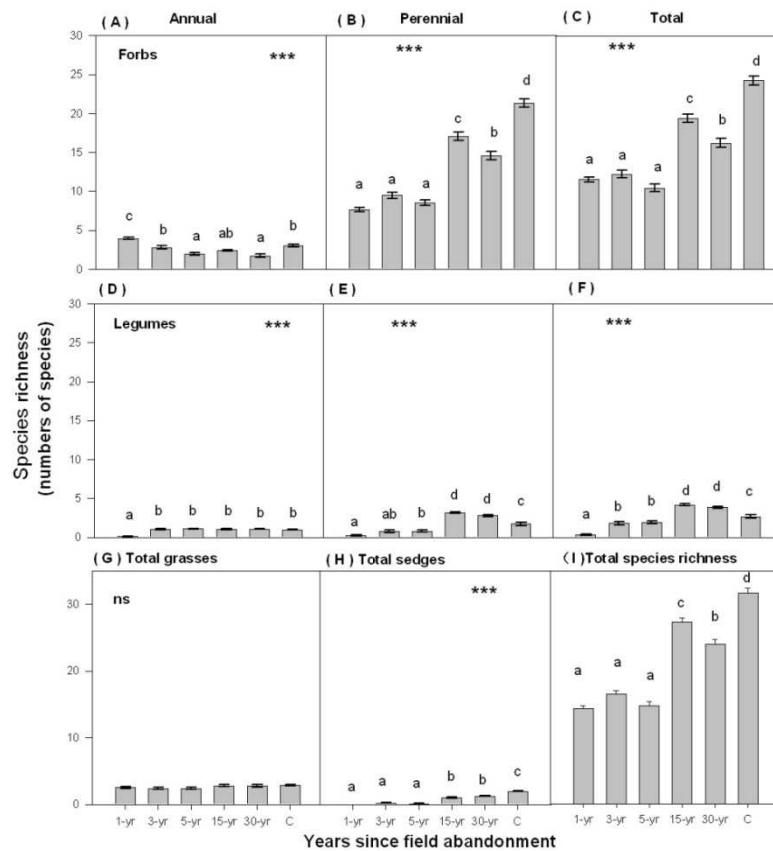 ( A ) Annual ( B ) Perennial ( C ) Total
30
25
20
15
10
5
0
Forbs *** *** ***
c b a ab a b
a a a c b d
a a a c b d
( D ) ( E ) ( F )
30
25
20
15
10
5
0
Legumes *** *** ***
a b b b b b
a ab b d d c
a b b d d c
Species richness
(numbers of species)
( G ) Total grasses ( H ) Total sedges ( I )Total species richness
30
20
10
0
ns ***
a a a b b c
a a a c b d
1-yr 3-yr 5-yr 15-yr 30-yr C 1-yr 3-yr 5-yr 15-yr 30-yr C 1-yr 3-yr 5-yr 15-yr 30-yr C
Years since field abandonment